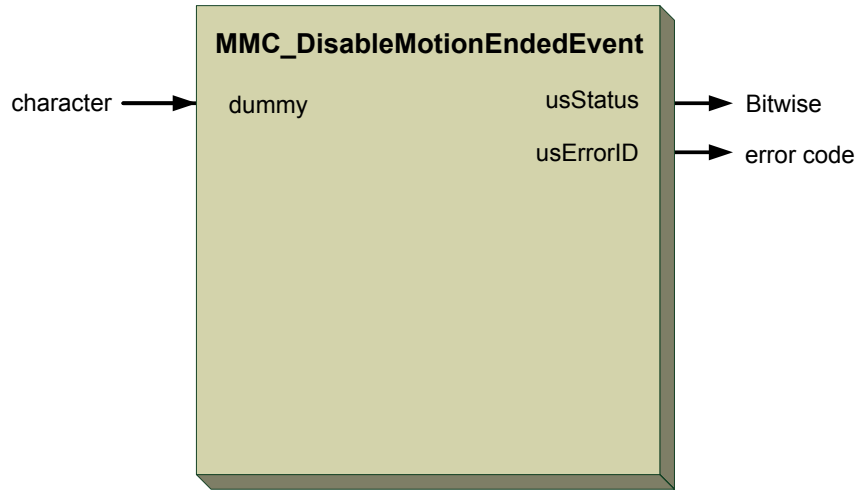 MMC_DisableMotionEndedEvent
character dummy usStatus Bitwise
usErrorID error code